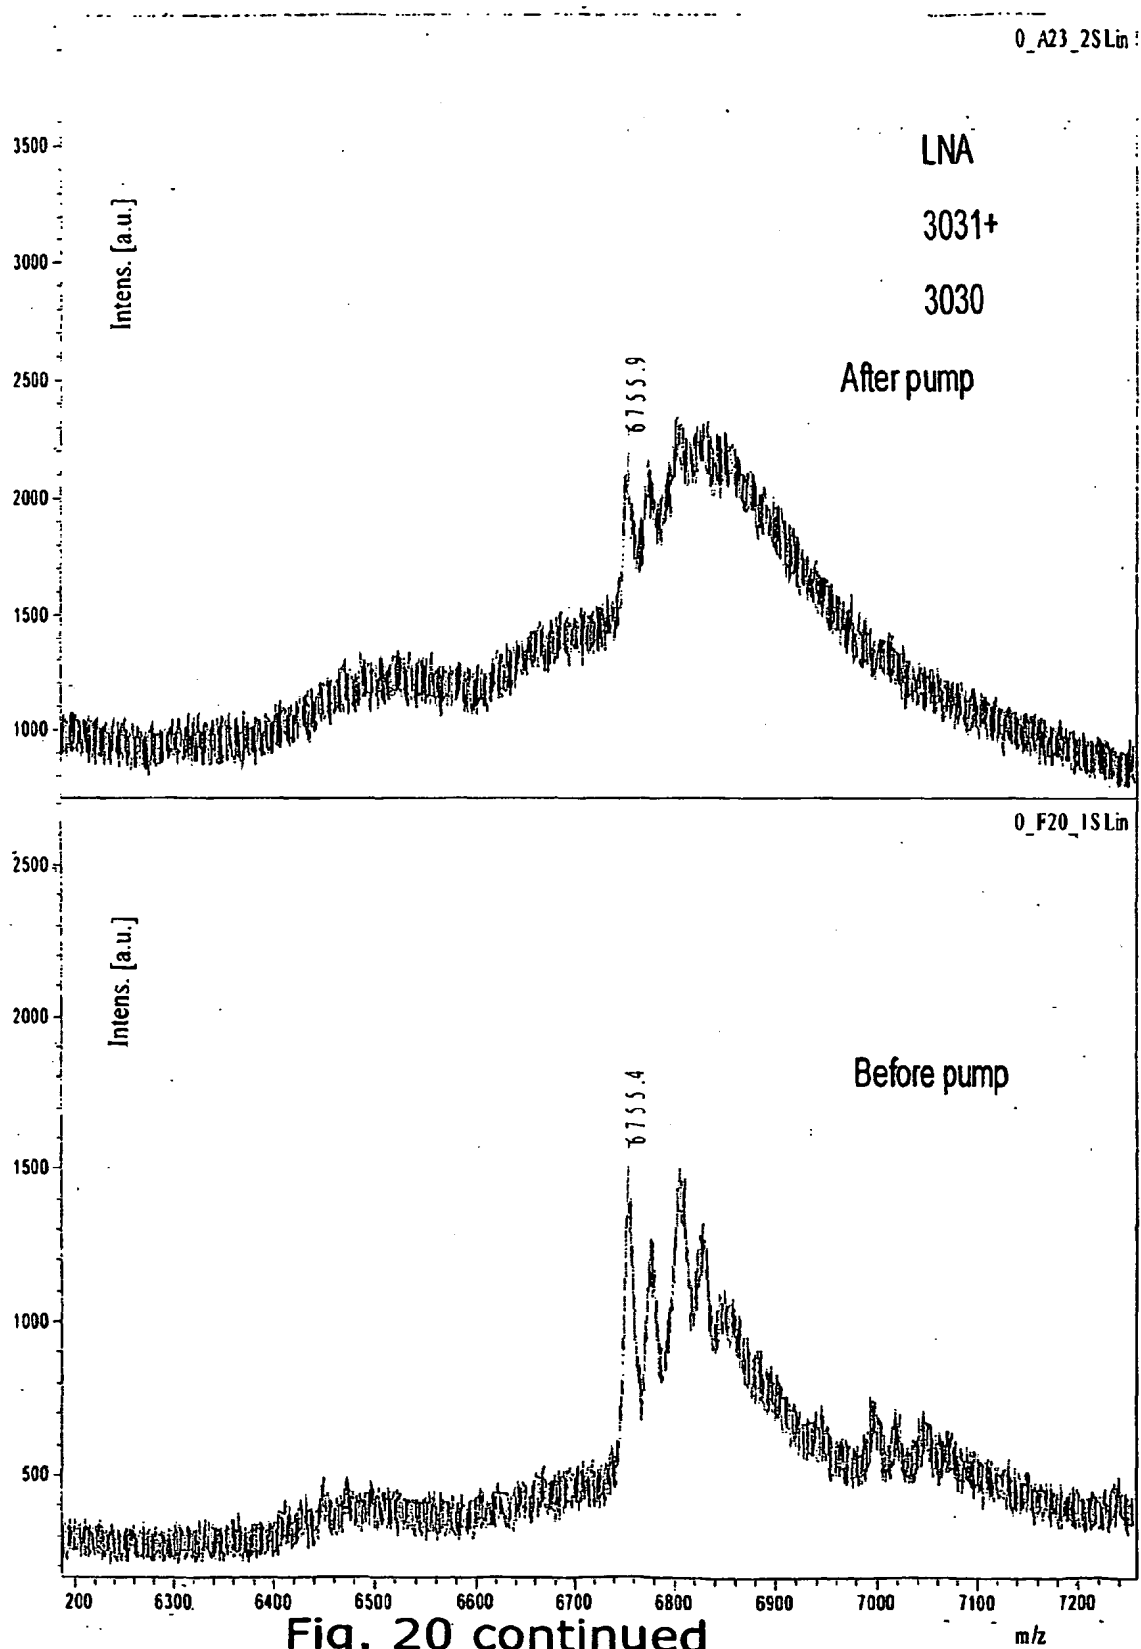 0_A23_2SLin
3500
3000
2500
2000
1500
1000
Intens. [a.u.]
LNA
3031+
3030
After pump
6755.9
0_F20_1SLin
2500
2000
1500
1000
500
Intens. [a.u.]
Before pump
6755.4
200 6300 6400 6500 6600 6700 6800 6900 7000 7100 7200
m/z
Fig. 20 continued